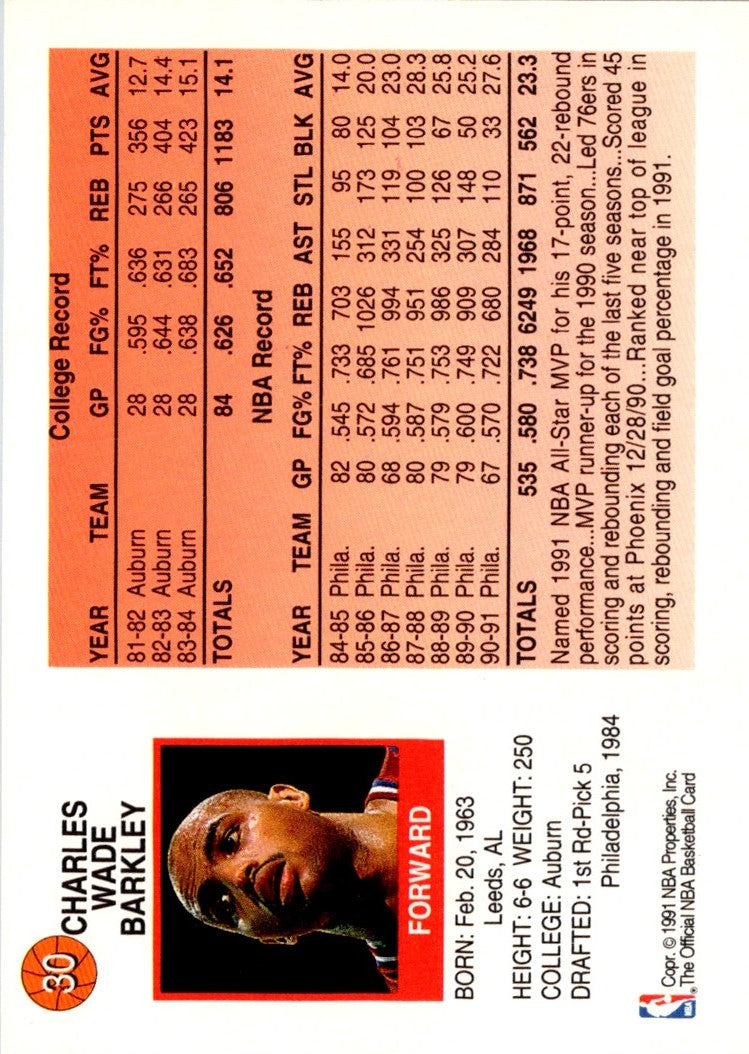 30
CHARLES
WADE
BARKLEY
FORWARD
BORN: Feb. 20, 1963
Leeds, AL
HEIGHT: 6-6 WEIGHT: 250
COLLEGE: Auburn
DRAFTED: 1st Rd-Pick 5
Philadelphia, 1984
NBA
® Copr. © 1991 NBA Properties, Inc.
The Official NBA Basketball Card
College Record
YEAR TEAM GP FG% FT% REB PTS AVG
81-82 Auburn 28 .595 .636 275 356 12.7
82-83 Auburn 28 .644 .631 266 404 14.4
83-84 Auburn 28 .638 .683 265 423 15.1
TOTALS 84 .626 .652 806 1183 14.1
NBA Record
YEAR TEAM GP FG% FT% REB AST STL BLK AVG
84-85 Phila. 82 .545 .733 703 155 95 80 14.0
85-86 Phila. 80 .572 .685 1026 312 173 125 20.0
86-87 Phila. 68 .594 .761 994 331 119 104 23.0
87-88 Phila. 80 .587 .751 951 254 100 103 28.3
88-89 Phila. 79 .579 .753 986 325 126 67 25.8
89-90 Phila. 79 .600 .749 909 307 148 50 25.2
90-91 Phila. 67 .570 .722 680 284 110 33 27.6
TOTALS 535 .580 .738 6249 1968 871 562 23.3
Named 1991 NBA All-Star MVP for his 17-point, 22-rebound
performance...MVP runner-up for the 1990 season...Led 76ers in
scoring and rebounding each of the last five seasons...Scored 45
points at Phoenix 12/28/90...Ranked near top of league in
scoring, rebounding and field goal percentage in 1991.